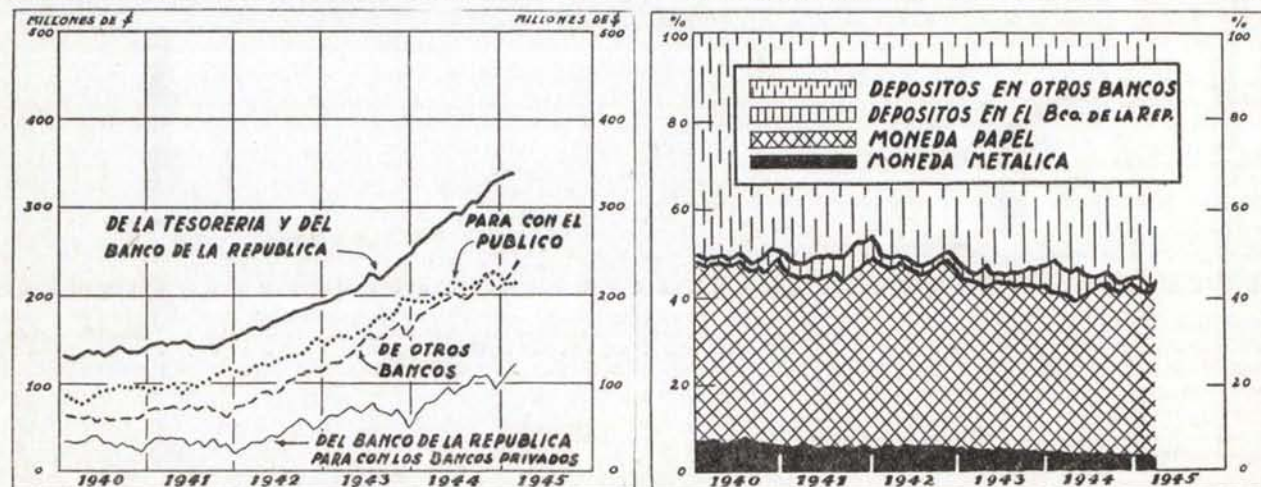 MILLONES DE $
MILLONES DE $
500
500
400
400
300
300
200
200
100
100
0
0
DE LA TESORERIA Y DEL
BANCO DE LA REPUBLICA
PARA CON EL
PUBLICO
DE OTROS
BANCOS
DEL BANCO DE LA REPUBLICA
PARA CON LOS BANCOS PRIVADOS
1940 1941 1942 1943 1944 1945
%
%
100
100
80
80
60
60
40
40
20
20
0
0
DEPOSITOS EN OTROS BANCOS
DEPOSITOS EN EL BCO. DE LA REP.
MONEDA PAPEL
MONEDA METALICA
1940 1941 1942 1943 1944 1945